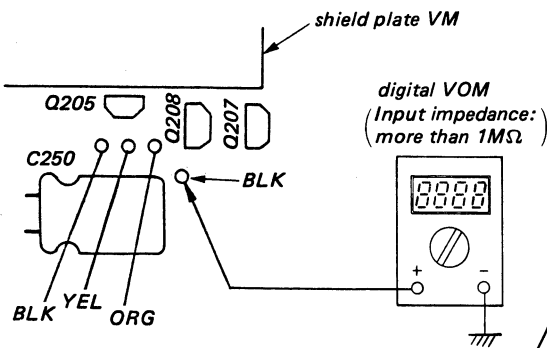 shield plate VM
Q205
Q208
Q207
digital VOM
(Input impedance:
more than 1MΩ)
C250
BLK
8888
+
-
BLK
YEL
ORG